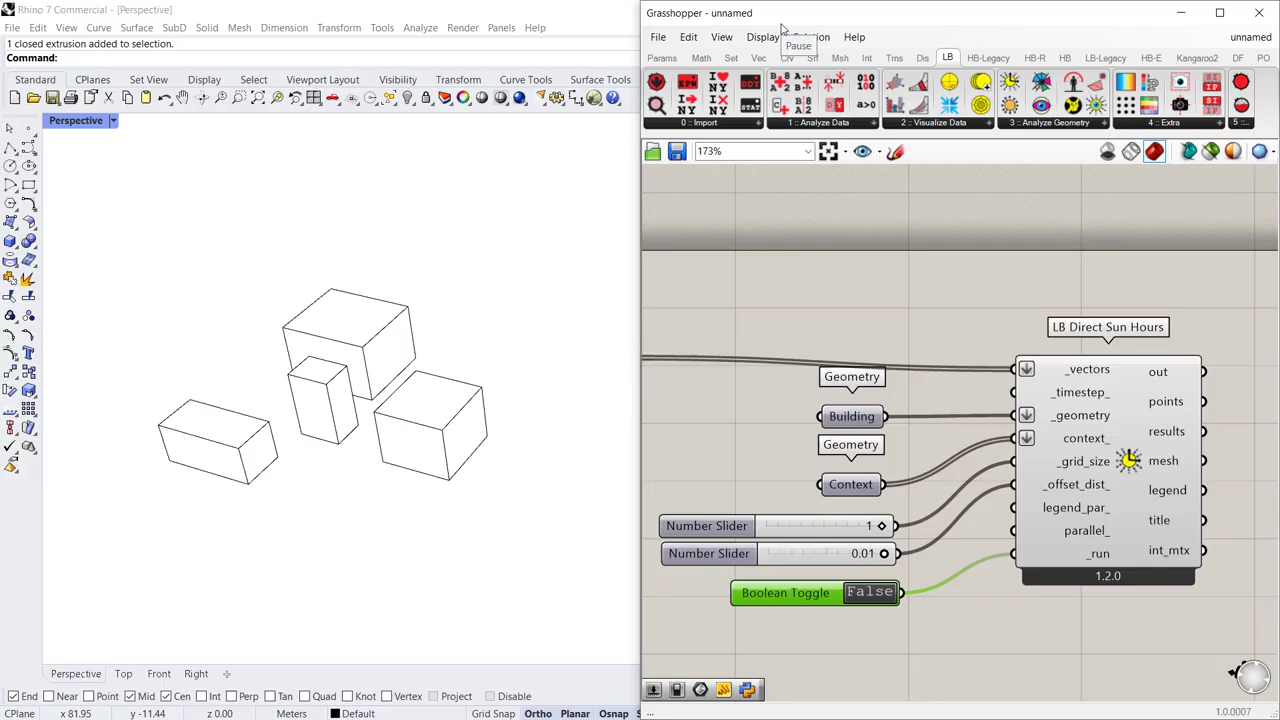 Rhino 7 Commercial - [Perspective]
File Edit View Curve Surface SubD Solid Mesh Dimension Transform Tools Analyze Render Panels Help
1 closed extrusion added to selection.
Command:
Standard CPlanes Set View Display Select Viewport Layout Visibility Transform Curve Tools Surface Tools
Perspective
Perspective Top Front Right
End Near Point Mid Cen Int Perp Tan Quad Knot Vertex Project Disable
CPlane x 81.95 y -11.44 z 0.00 Meters Default Grid Snap Ortho Planar Osnap
Grasshopper - unnamed
File Edit View Display Solution Help unnamed
Pause
Params Math Set Vec Crv Srf Msh Int Trns Dis LB HB-Legacy HB-R HB LB-Legacy HB-E Kangaroo2 DF PO
0 :: Import 1 :: Analyze Data 2 :: Visualize Data 3 :: Analyze Geometry 4 :: Extra 5 ::..
173%
LB Direct Sun Hours
Geometry
Building
Geometry
Context
Number Slider 1
Number Slider 0.01
Boolean Toggle False
_vectors
_timestep_
_geometry
context_
_grid_size
_offset_dist_
legend_par_
parallel_
_run
out
points
results
mesh
legend
title
int_mtx
1.2.0
...
1.0.0007